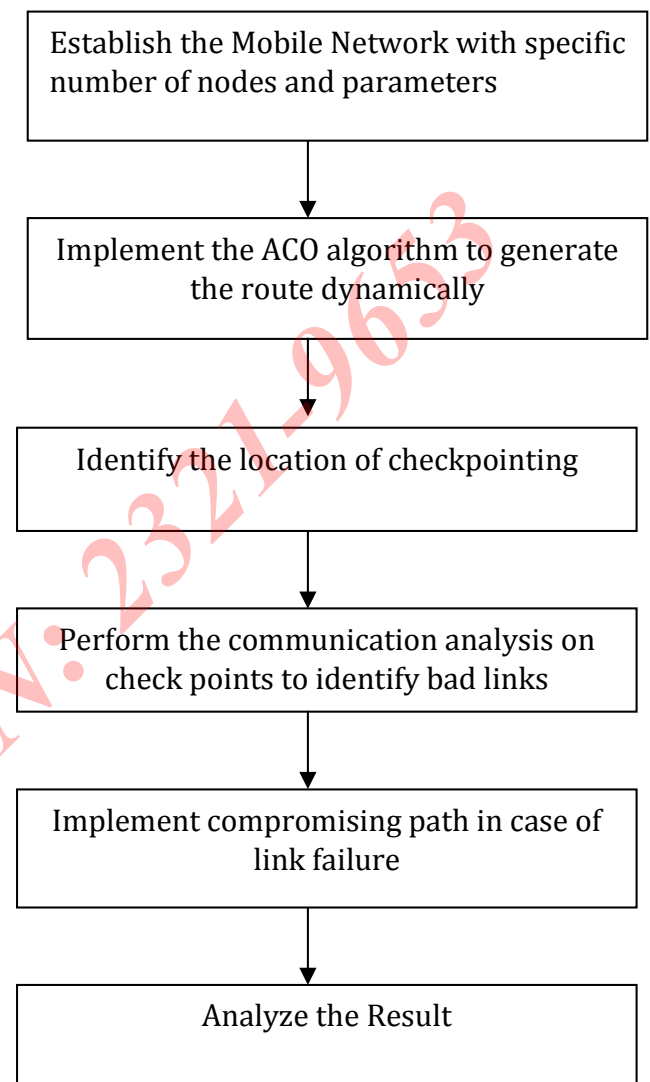 Establish the Mobile Network with specific
number of nodes and parameters
Implement the ACO algorithm to generate
the route dynamically
Identify the location of checkpointing
Perform the communication analysis on
check points to identify bad links
Implement compromising path in case of
link failure
Analyze the Result
N: 2321-9653